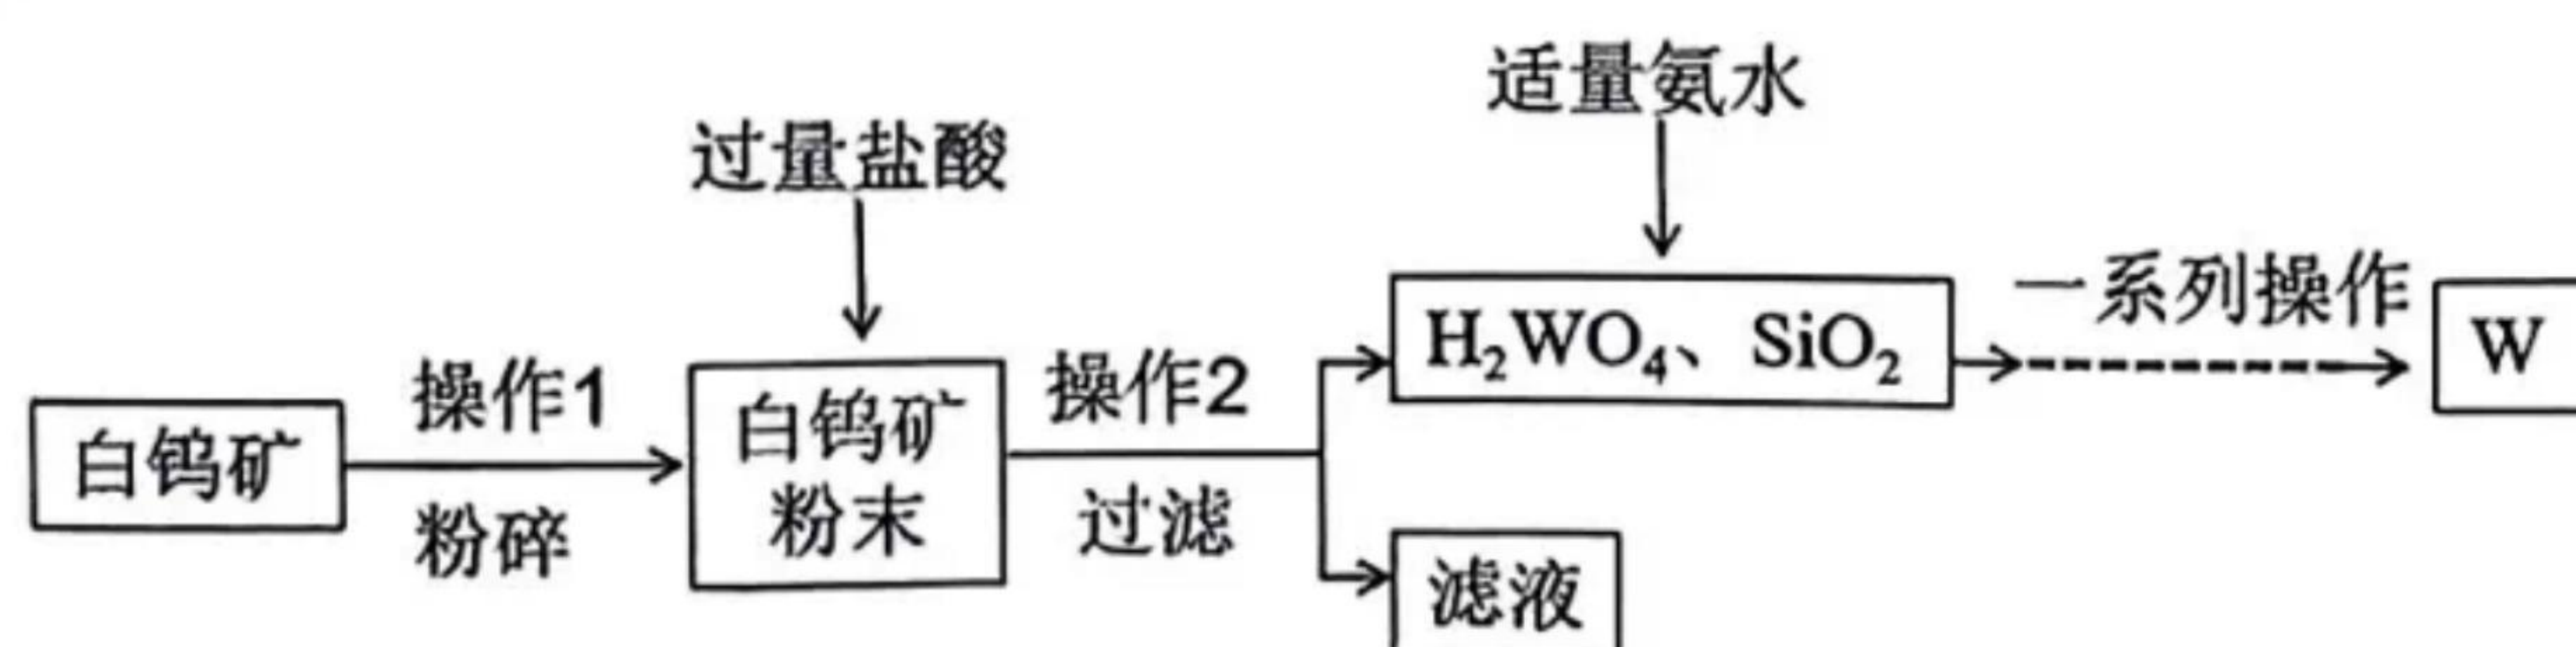 适量氨水
过量盐酸
一系列操作
H₂WO₄、SiO₂
W
操作1
操作2
白钨矿
白钨矿
粉末
粉碎
过滤
滤液